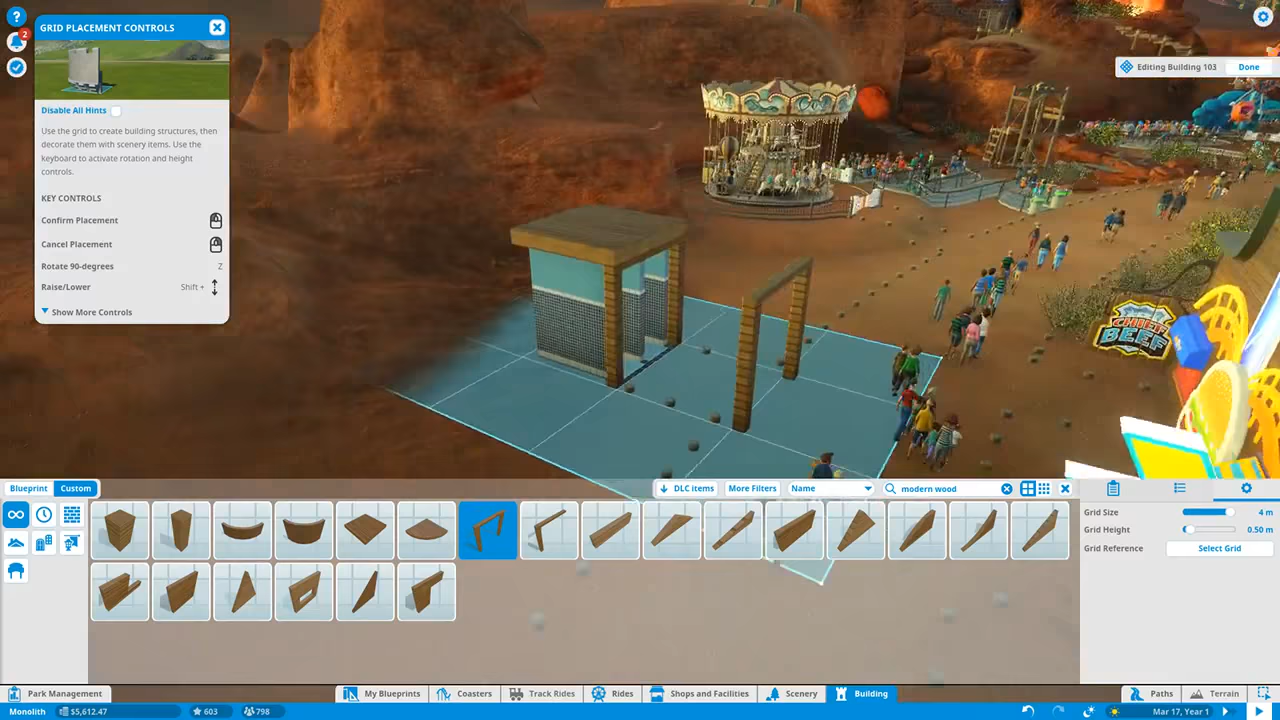 ?
GRID PLACEMENT CONTROLS
2
Disable All Hints
Use the grid to create building structures, then
decorate them with scenery items. Use the
keyboard to activate rotation and height
controls.
KEY CONTROLS
Confirm Placement
Cancel Placement
Rotate 90-degrees Z
Raise/Lower Shift +
Show More Controls
Editing Building 103 Done
CHIEF
BEEF
Blueprint Custom DLC items More Filters Name modern wood
Grid Size 4 m
Grid Height 0.50 m
Grid Reference Select Grid
Park Management My Blueprints Coasters Track Rides Rides Shops and Facilities Scenery Building Paths Terrain
Monolith $5,612.47 603 798 Mar 17, Year 1